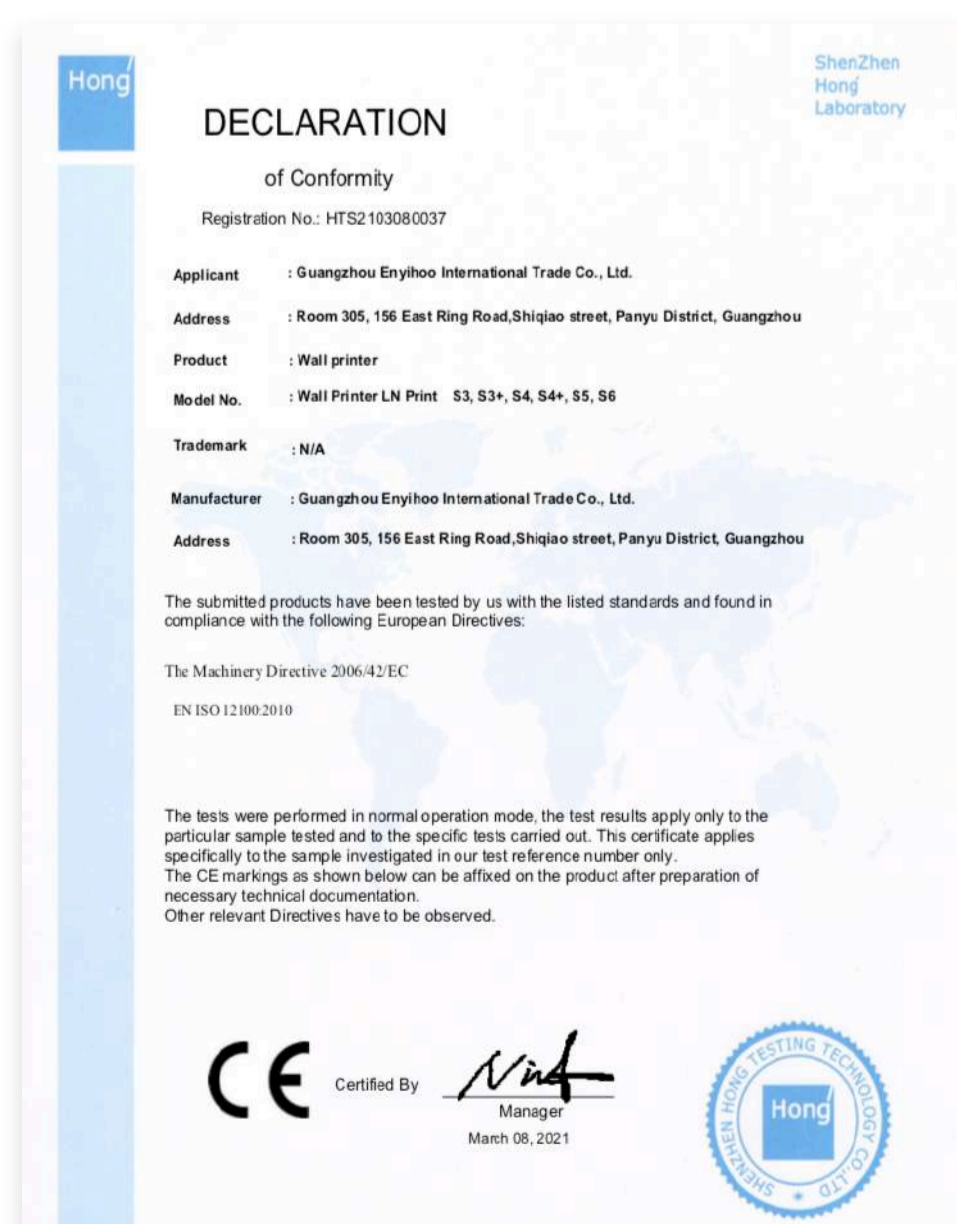 Hong
ShenZhen
Hong
Laboratory
DECLARATION
of Conformity
Registration No.: HTS2103080037
Applicant : Guangzhou Enyihoo International Trade Co., Ltd.
Address : Room 305, 156 East Ring Road,Shiqiao street, Panyu District, Guangzhou
Product : Wall printer
Model No. : Wall Printer LN Print S3, S3+, S4, S4+, S5, S6
Trademark : N/A
Manufacturer : Guangzhou Enyihoo International Trade Co., Ltd.
Address : Room 305, 156 East Ring Road,Shiqiao street, Panyu District, Guangzhou
The submitted products have been tested by us with the listed standards and found in
compliance with the following European Directives:
The Machinery Directive 2006/42/EC
EN ISO 12100:2010
The tests were performed in normal operation mode, the test results apply only to the
particular sample tested and to the specific tests carried out. This certificate applies
specifically to the sample investigated in our test reference number only.
The CE markings as shown below can be affixed on the product after preparation of
necessary technical documentation.
Other relevant Directives have to be observed.
CE
Certified By
Manager
March 08, 2021
SHENZHEN HONG TESTING TECHNOLOGY CO.,LTD
Hong